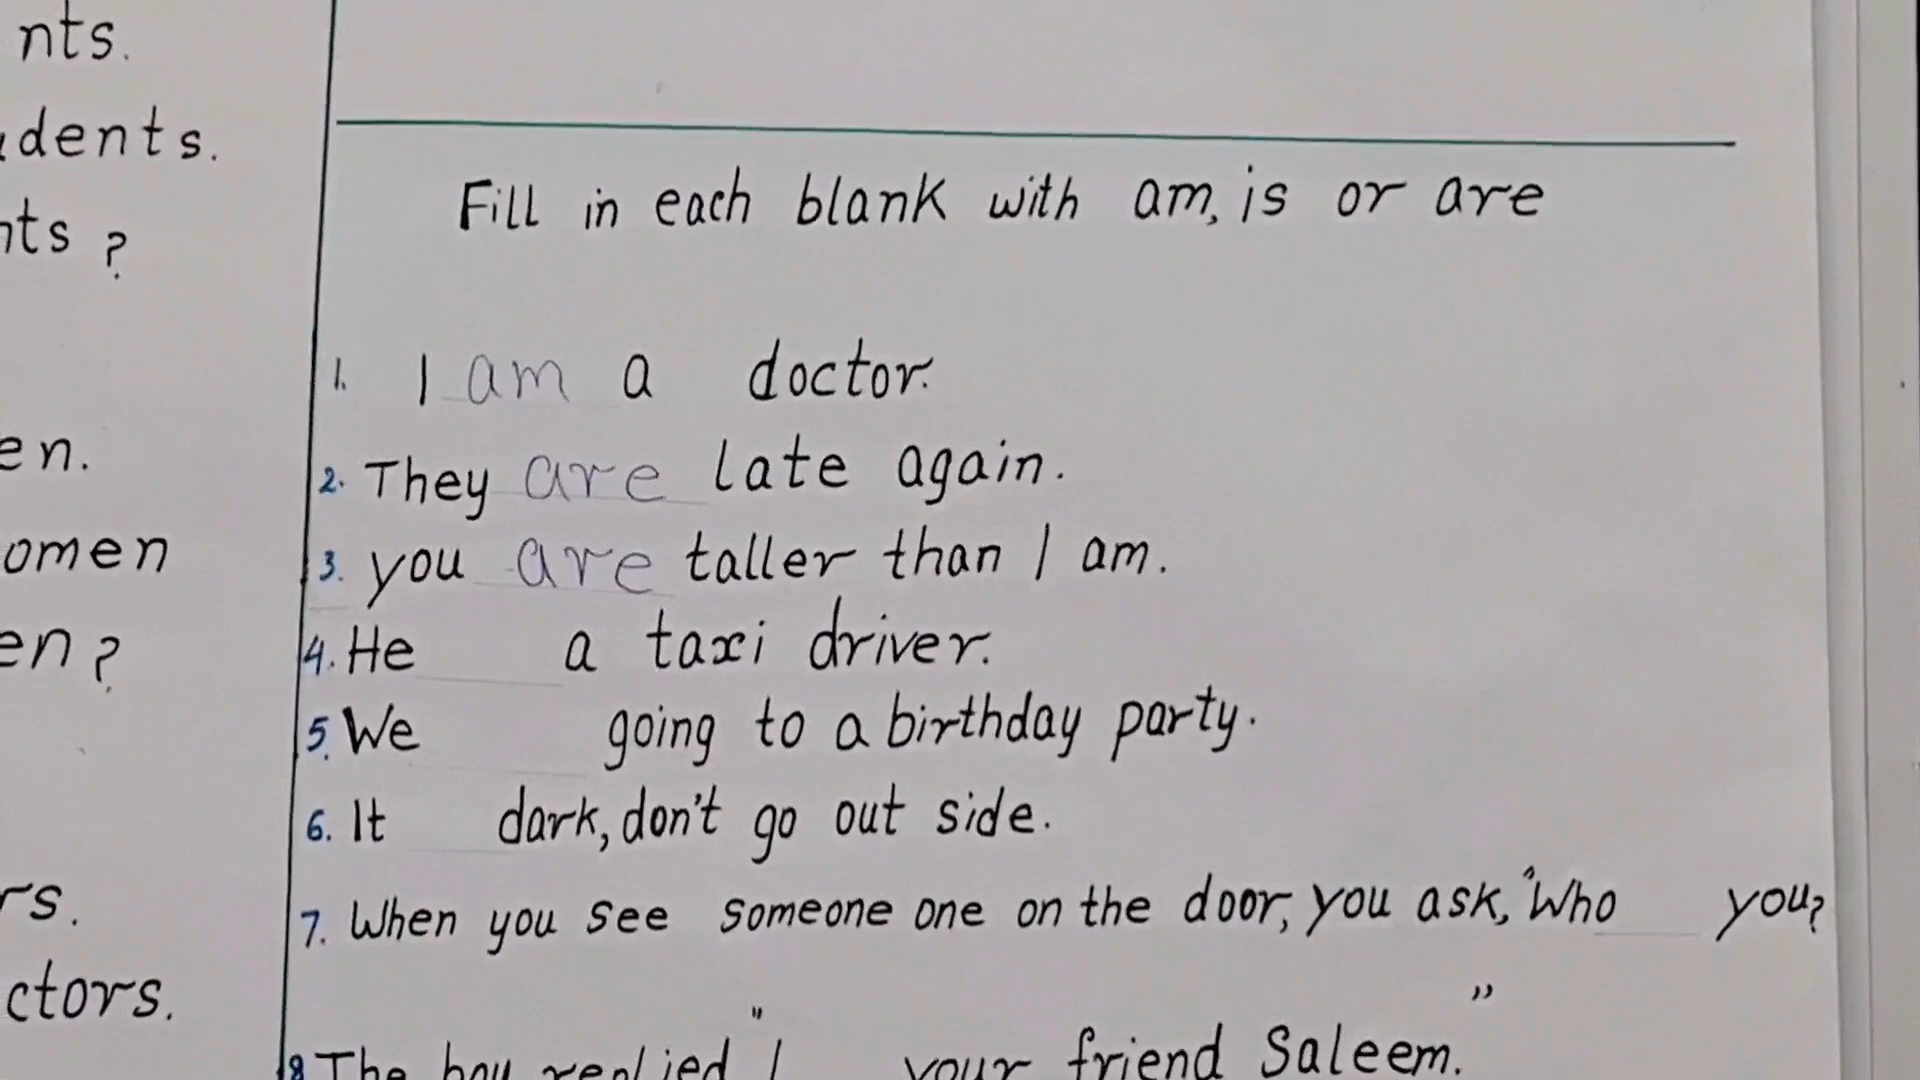 nts.
dents.
nts ?
en.
omen
en ?
rs.
ctors.
Fill in each blank with am, is or are
1. I am a doctor.
2. They are late again.
3. you are taller than I am.
4. He a taxi driver.
5. We going to a birthday party.
6. It dark, don't go out side.
7. When you see someone one on the door, you ask, "Who you?
"
8 The boy replied "I your friend Saleem.